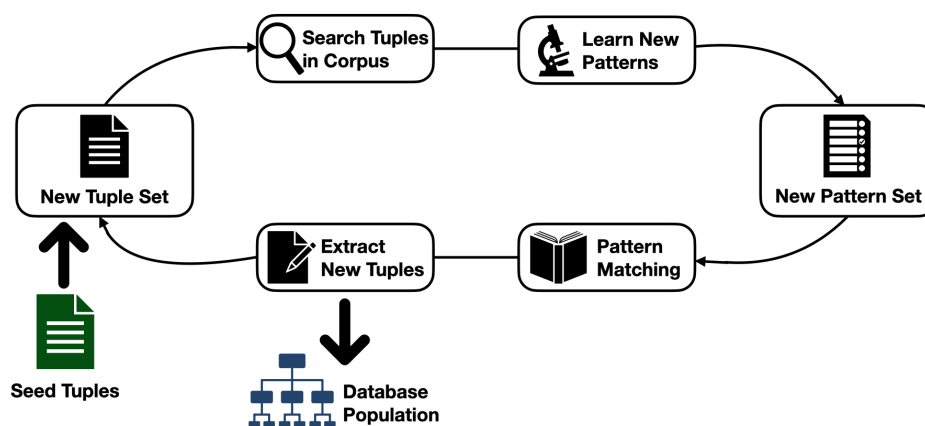 Search Tuples
in Corpus
Learn New
Patterns
New Tuple Set
New Pattern Set
Extract
New Tuples
Pattern
Matching
Seed Tuples
Database
Population